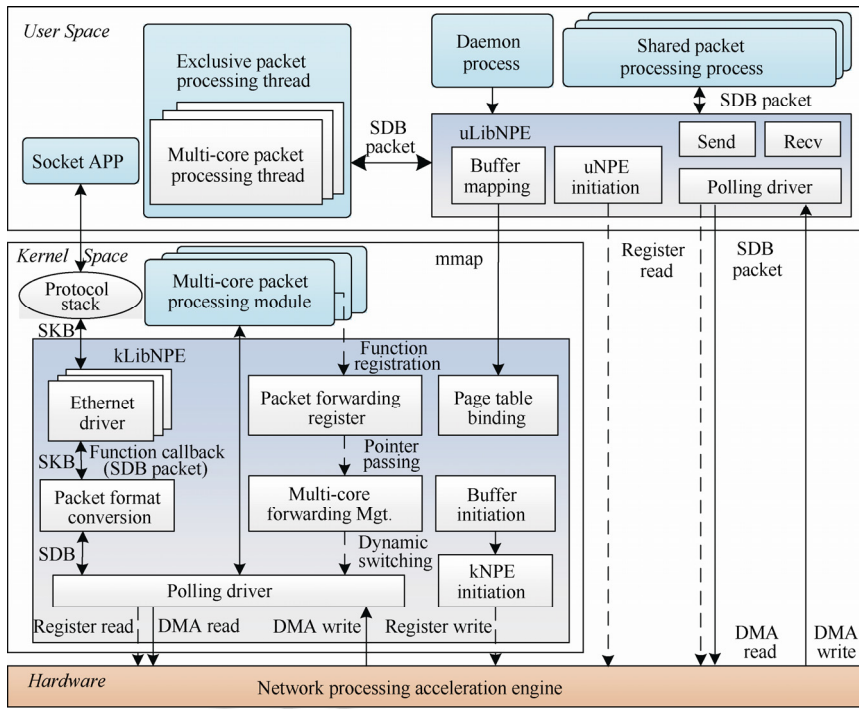 User Space
Exclusive packet
processing thread
Multi-core packet
processing thread
Socket APP
SDB
packet
Daemon
process
Shared packet
processing process
SDB packet
uLibNPE
Buffer
mapping
uNPE
initiation
Send
Recv
Polling driver
Kernel Space
Protocol
stack
SKB
Multi-core packet
processing module
mmap
Register
read
SDB
packet
kLibNPE
Ethernet
driver
Function
registration
Packet forwarding
register
Page table
binding
SKB
Function callback
(SDB packet)
Pointer
passing
Packet format
conversion
Multi-core
forwarding Mgt.
Buffer
initiation
SDB
Dynamic
switching
Polling driver
kNPE
initiation
Register read
DMA read
DMA write
Register write
DMA
read
DMA
write
Hardware
Network processing acceleration engine